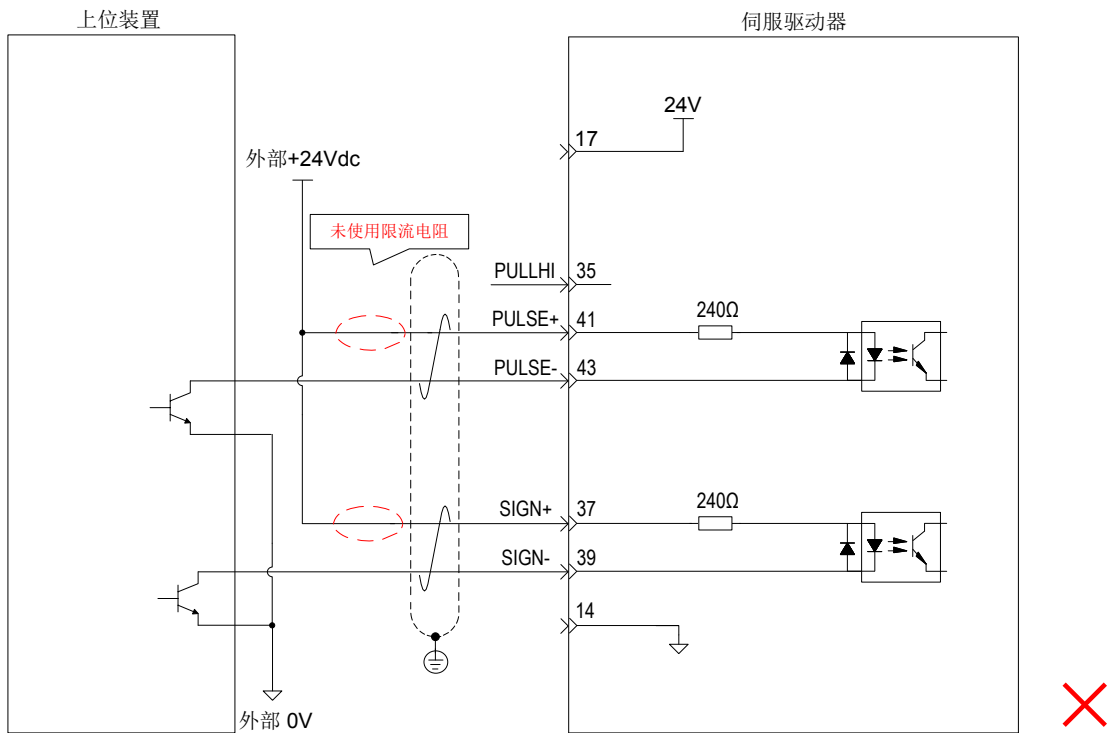 上位装置
伺服驱动器
24V
17
外部+24Vdc
未使用限流电阻
PULLHI
35
PULSE+
41
240Ω
PULSE-
43
SIGN+
37
240Ω
SIGN-
39
14
外部 0V